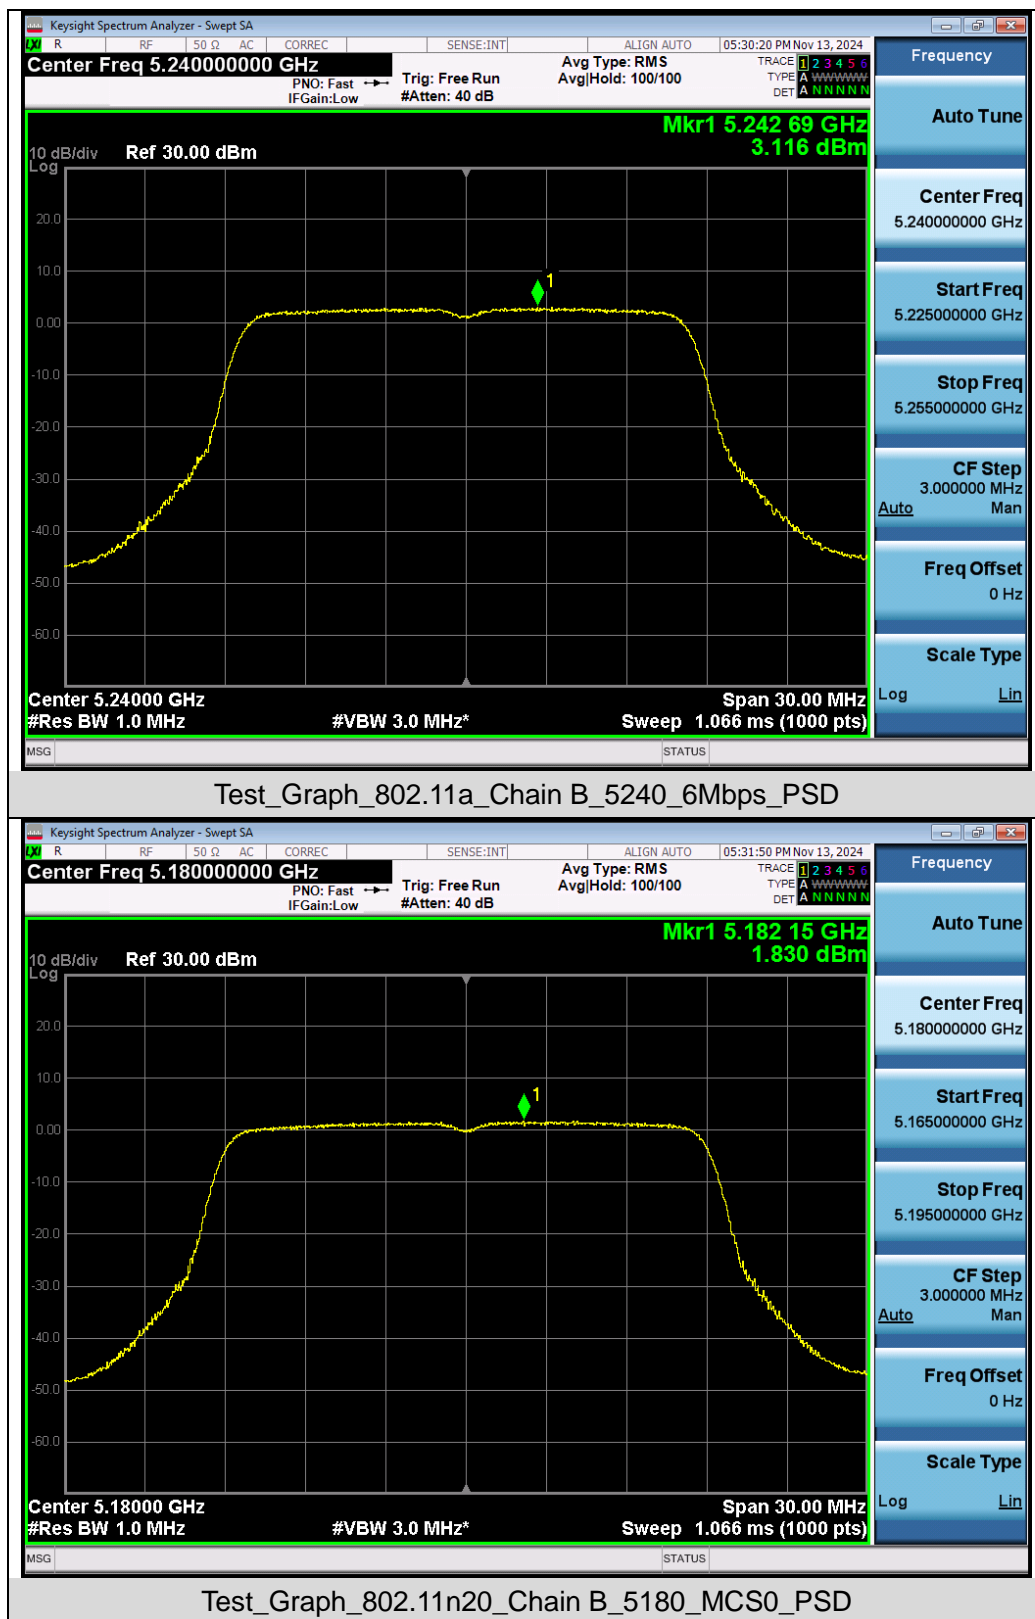 Keysight Spectrum Analyzer - Swept SA
LXI R RF 50 Ω AC CORREC SENSE:INT ALIGN AUTO 05:30:20 PM Nov 13, 2024
Center Freq 5.240000000 GHz Avg Type: RMS TRACE 1 2 3 4 5 6
PNO: Fast Trig: Free Run Avg|Hold: 100/100 TYPE A WWWWW
IFGain:Low #Atten: 40 dB DET A N N N N N
Mkr1 5.242 69 GHz
3.116 dBm
10 dB/div Ref 30.00 dBm
Log
20.0
10.0
0.00
-10.0
-20.0
-30.0
-40.0
-50.0
-60.0
1
Center 5.24000 GHz Span 30.00 MHz
#Res BW 1.0 MHz #VBW 3.0 MHz* Sweep 1.066 ms (1000 pts)
MSG STATUS
Frequency
Auto Tune
Center Freq
5.240000000 GHz
Start Freq
5.225000000 GHz
Stop Freq
5.255000000 GHz
CF Step
3.000000 MHz
Auto Man
Freq Offset
0 Hz
Scale Type
Log Lin
Test_Graph_802.11a_Chain B_5240_6Mbps_PSD
Keysight Spectrum Analyzer - Swept SA
LXI R RF 50 Ω AC CORREC SENSE:INT ALIGN AUTO 05:31:50 PM Nov 13, 2024
Center Freq 5.180000000 GHz Avg Type: RMS TRACE 1 2 3 4 5 6
PNO: Fast Trig: Free Run Avg|Hold: 100/100 TYPE A WWWWW
IFGain:Low #Atten: 40 dB DET A N N N N N
Mkr1 5.182 15 GHz
1.830 dBm
10 dB/div Ref 30.00 dBm
Log
20.0
10.0
0.00
-10.0
-20.0
-30.0
-40.0
-50.0
-60.0
1
Center 5.18000 GHz Span 30.00 MHz
#Res BW 1.0 MHz #VBW 3.0 MHz* Sweep 1.066 ms (1000 pts)
MSG STATUS
Frequency
Auto Tune
Center Freq
5.180000000 GHz
Start Freq
5.165000000 GHz
Stop Freq
5.195000000 GHz
CF Step
3.000000 MHz
Auto Man
Freq Offset
0 Hz
Scale Type
Log Lin
Test_Graph_802.11n20_Chain B_5180_MCS0_PSD